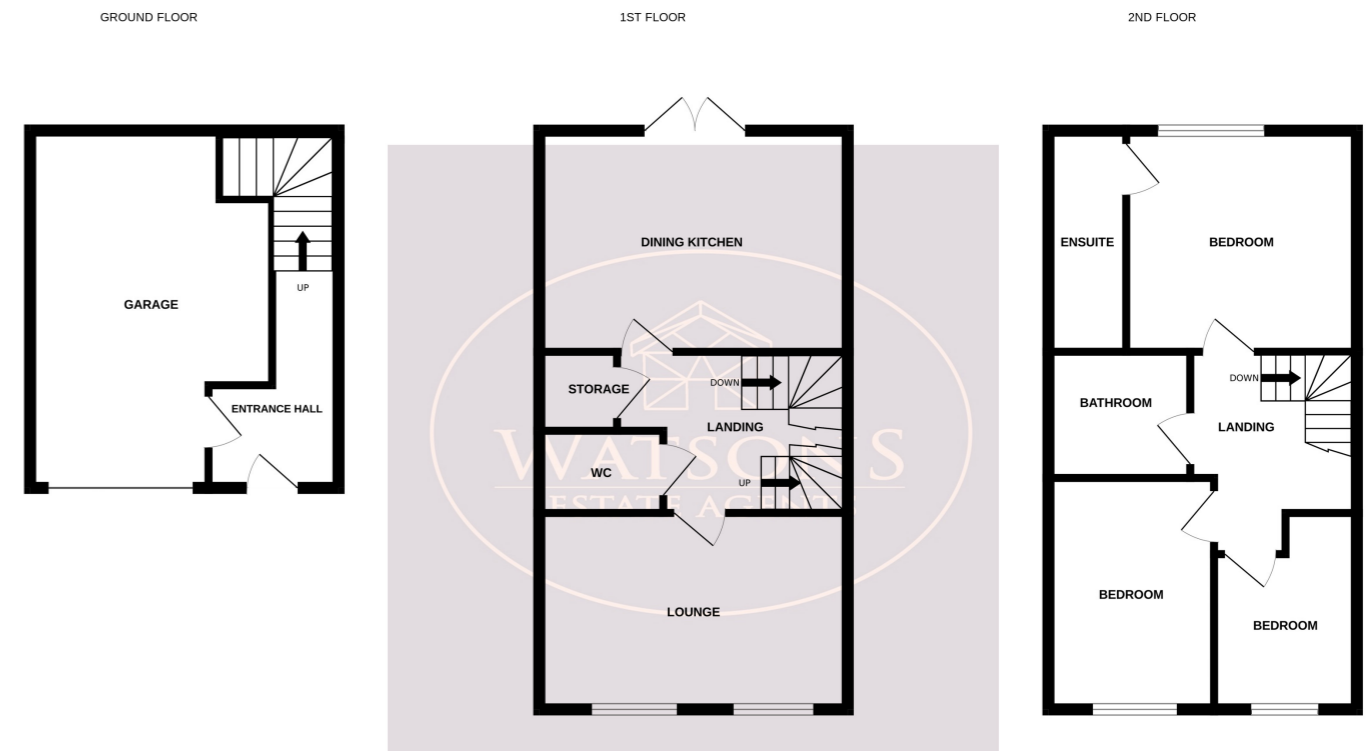 GROUND FLOOR
GARAGE
UP
ENTRANCE HALL
1ST FLOOR
DINING KITCHEN
STORAGE
DOWN
LANDING
WC
UP
WATSONS
ESTATE AGENTS
LOUNGE
2ND FLOOR
ENSUITE
BEDROOM
DOWN
BATHROOM
LANDING
BEDROOM
BEDROOM